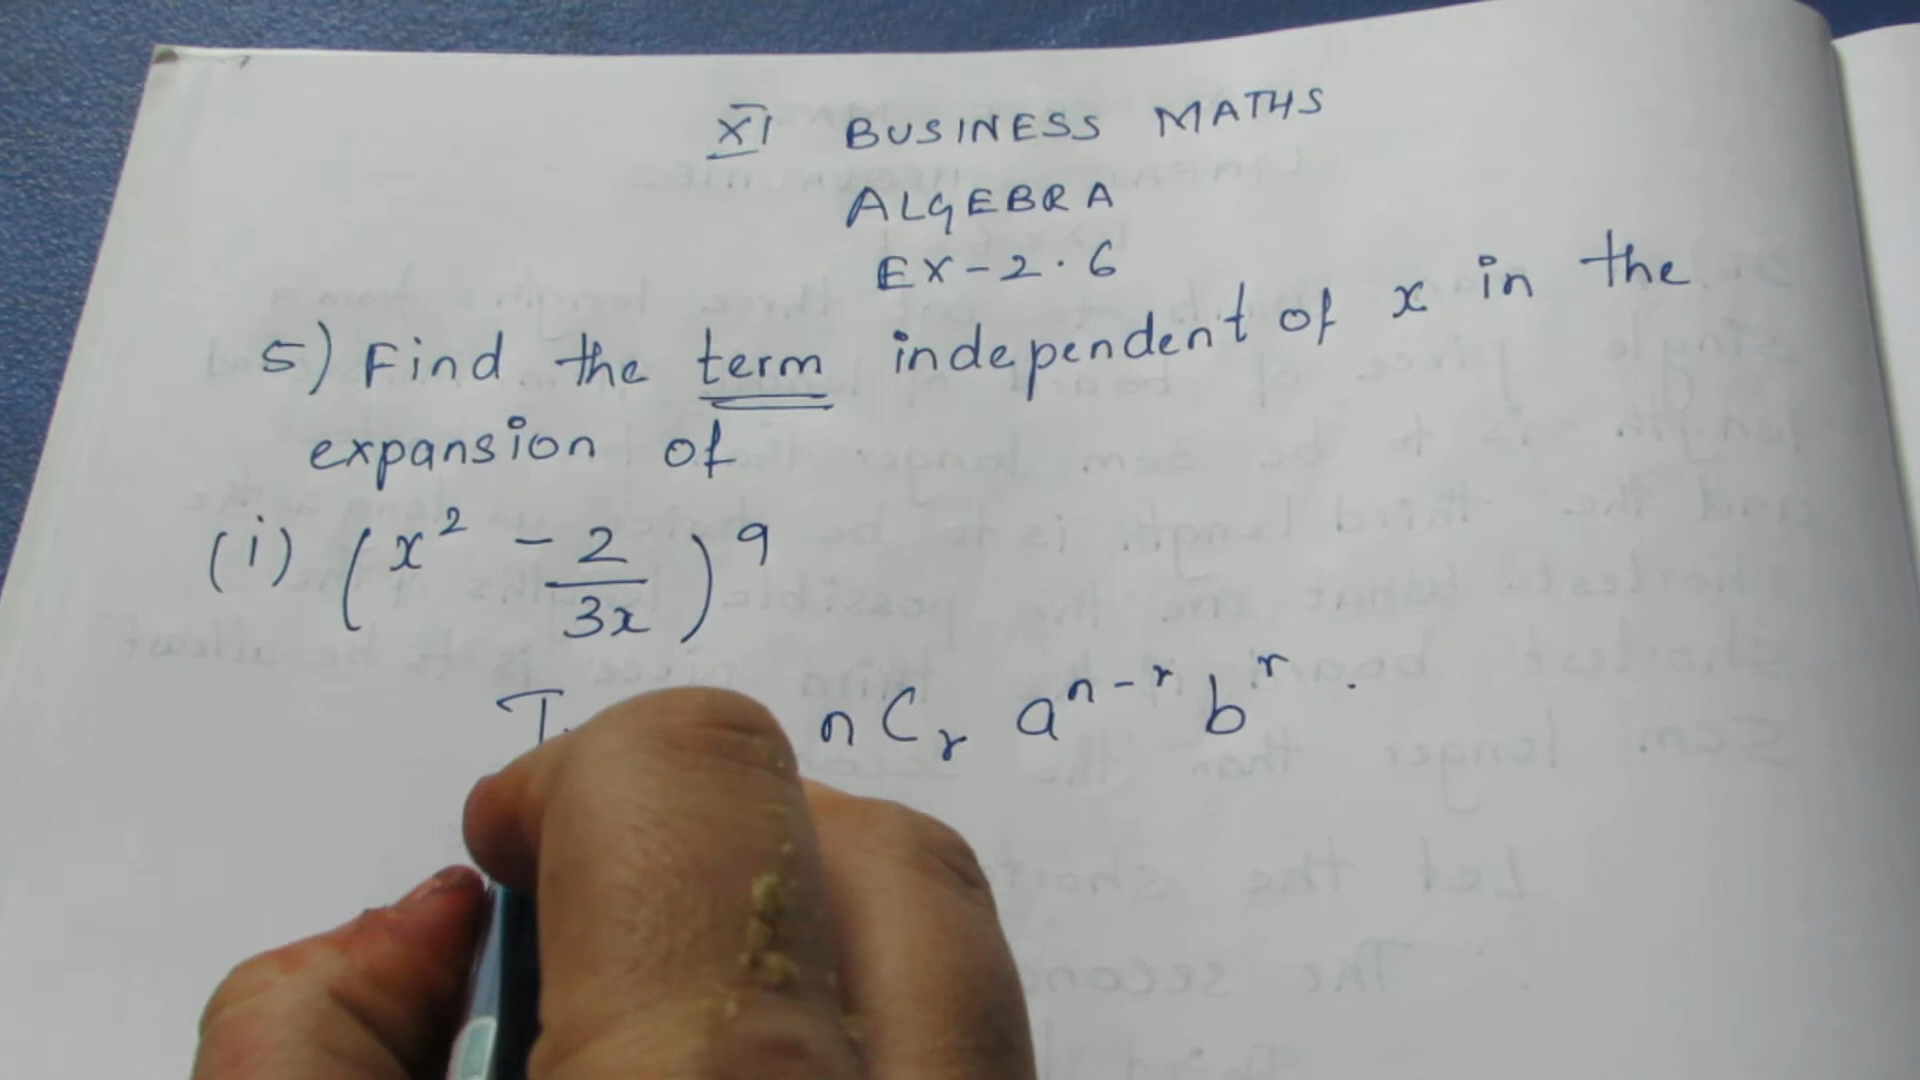 XI BUSINESS MATHS
ALGEBRA
EX-2.6
5) Find the term independent of x in the
expansion of
(i) (x² - 2/3x)⁹
T nCr aⁿ⁻ʳ bʳ.